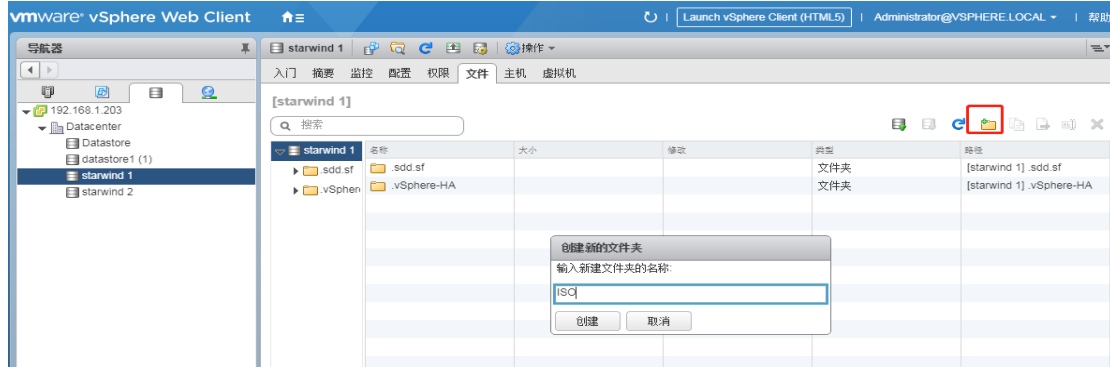 vmware® vSphere Web Client
Launch vSphere Client (HTML5)
Administrator@VSPHERE.LOCAL
帮助
导航器
starwind 1
操作
入门 摘要 监控 配置 权限 文件 主机 虚拟机
192.168.1.203
Datacenter
Datastore
datastore1 (1)
starwind 1
starwind 2
[starwind 1]
搜索
starwind 1
.sdd.sf
.vSpher
名称 大小 修改 类型 路径
.sdd.sf 文件夹 [starwind 1] .sdd.sf
.vSphere-HA 文件夹 [starwind 1] .vSphere-HA
创建新的文件夹
输入新建文件夹的名称:
ISO
创建 取消